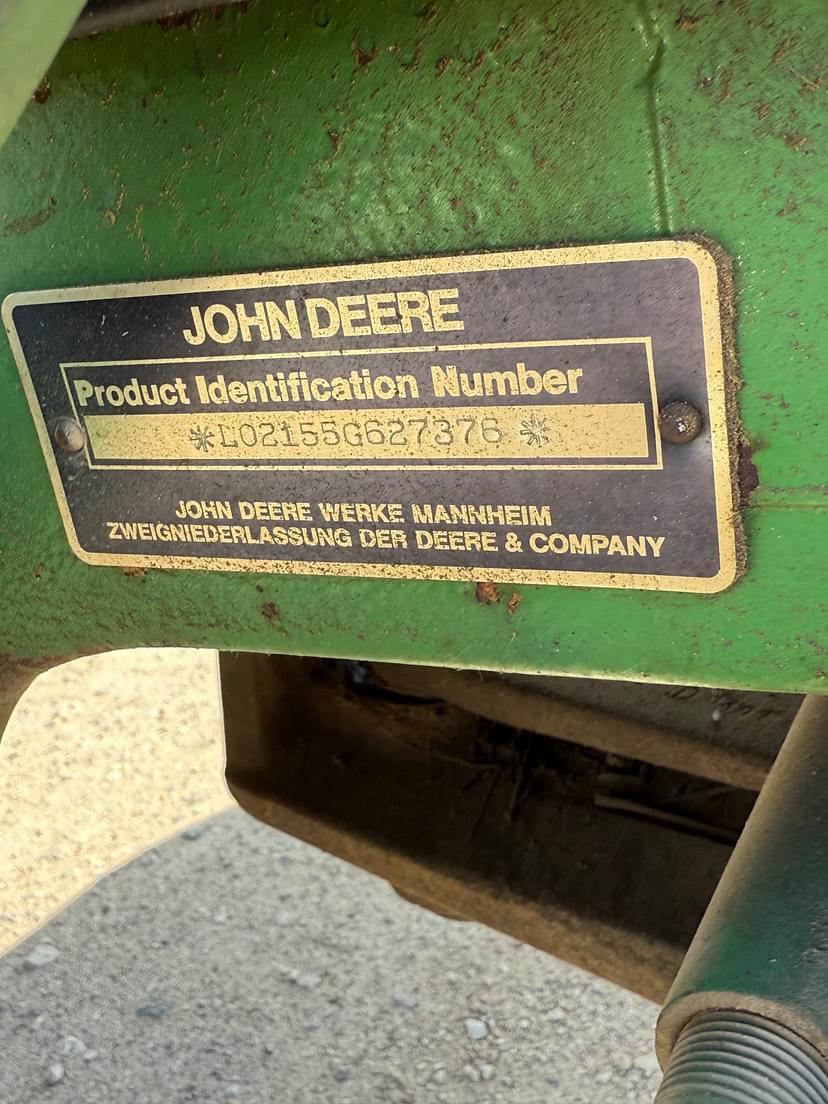 JOHN DEERE
Product Identification Number
*L02155G627376*
JOHN DEERE WERKE MANNHEIM
ZWEIGNIEDERLASSUNG DER DEERE & COMPANY